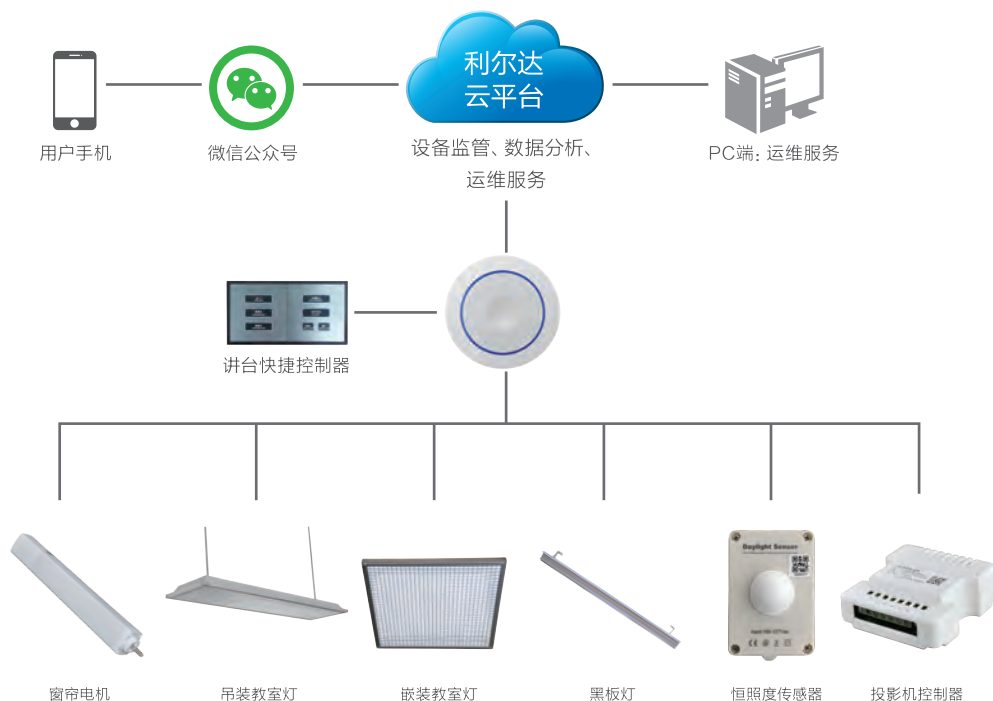 利尔达
云平台
用户手机
微信公众号
设备监管、数据分析、
运维服务
PC端: 运维服务
讲台快捷控制器
Daylight Sensor
窗帘电机
吊装教室灯
嵌装教室灯
黑板灯
恒照度传感器
投影机控制器